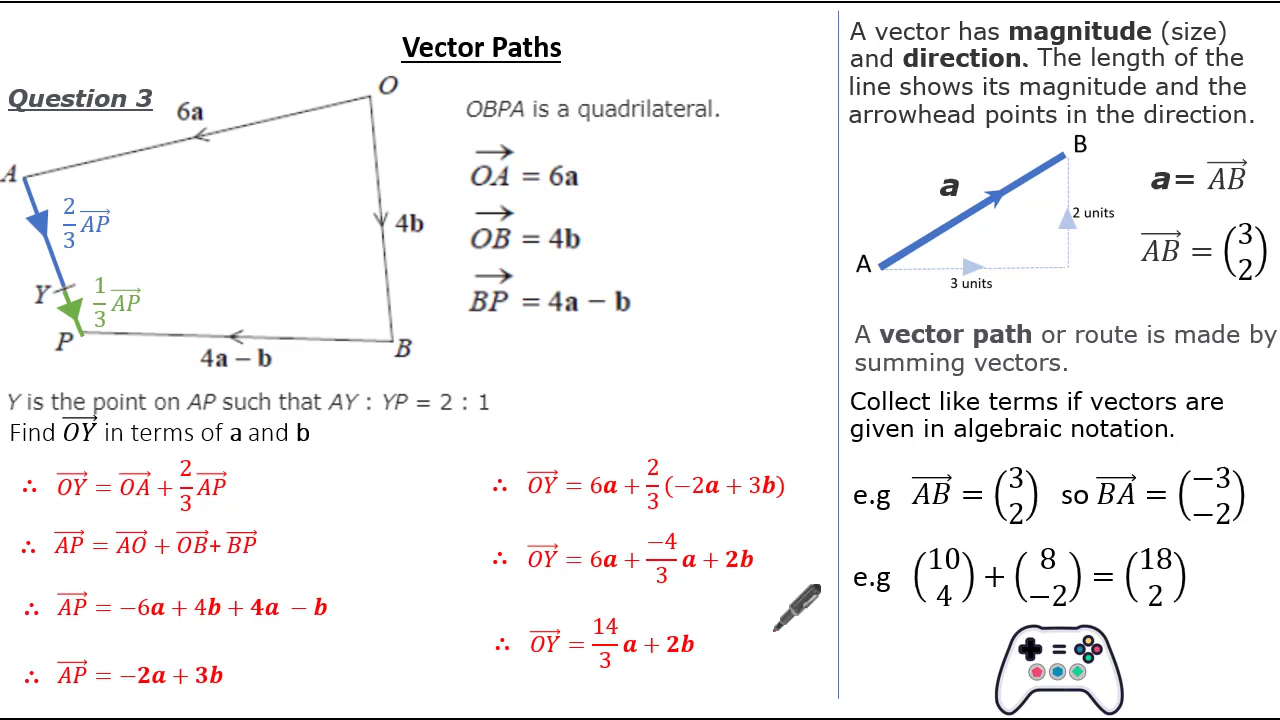 Vector Paths
Question 3
O
6a
A
2/3 AP→
4b
Y
1/3 AP→
P
B
4a – b
OBPA is a quadrilateral.
OA→ = 6a
OB→ = 4b
BP→ = 4a – b
Y is the point on AP such that AY : YP = 2 : 1
Find OY→ in terms of a and b
∴ OY→ = OA→ + 2/3 AP→
∴ AP→ = AO→ + OB→ + BP→
∴ AP→ = −6a + 4b + 4a − b
∴ AP→ = −2a + 3b
∴ OY→ = 6a + 2/3 (−2a + 3b)
∴ OY→ = 6a + −4/3 a + 2b
∴ OY→ = 14/3 a + 2b
A vector has magnitude (size)
and direction. The length of the
line shows its magnitude and the
arrowhead points in the direction.
B
a
2 units
A
3 units
a = AB→
AB→ = (3
2)
A vector path or route is made by
summing vectors.
Collect like terms if vectors are
given in algebraic notation.
e.g AB→ = (3 2) so BA→ = (−3 −2)
e.g (10 4) + (8 −2) = (18 2)